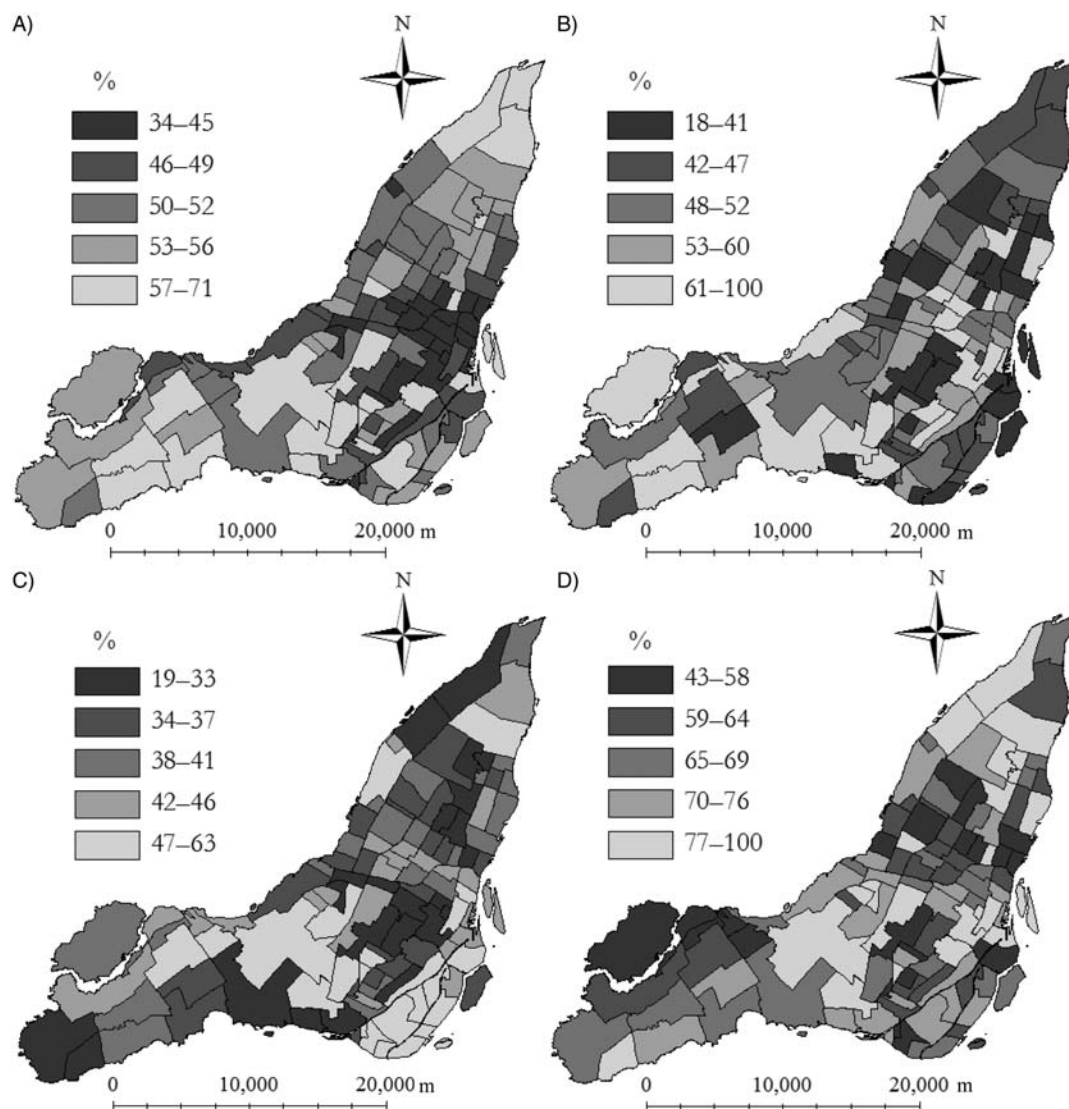 A)
N
%
34–45
46–49
50–52
53–56
57–71
0 10,000 20,000 m
B)
N
%
18–41
42–47
48–52
53–60
61–100
0 10,000 20,000 m
C)
N
%
19–33
34–37
38–41
42–46
47–63
0 10,000 20,000 m
D)
N
%
43–58
59–64
65–69
70–76
77–100
0 10,000 20,000 m